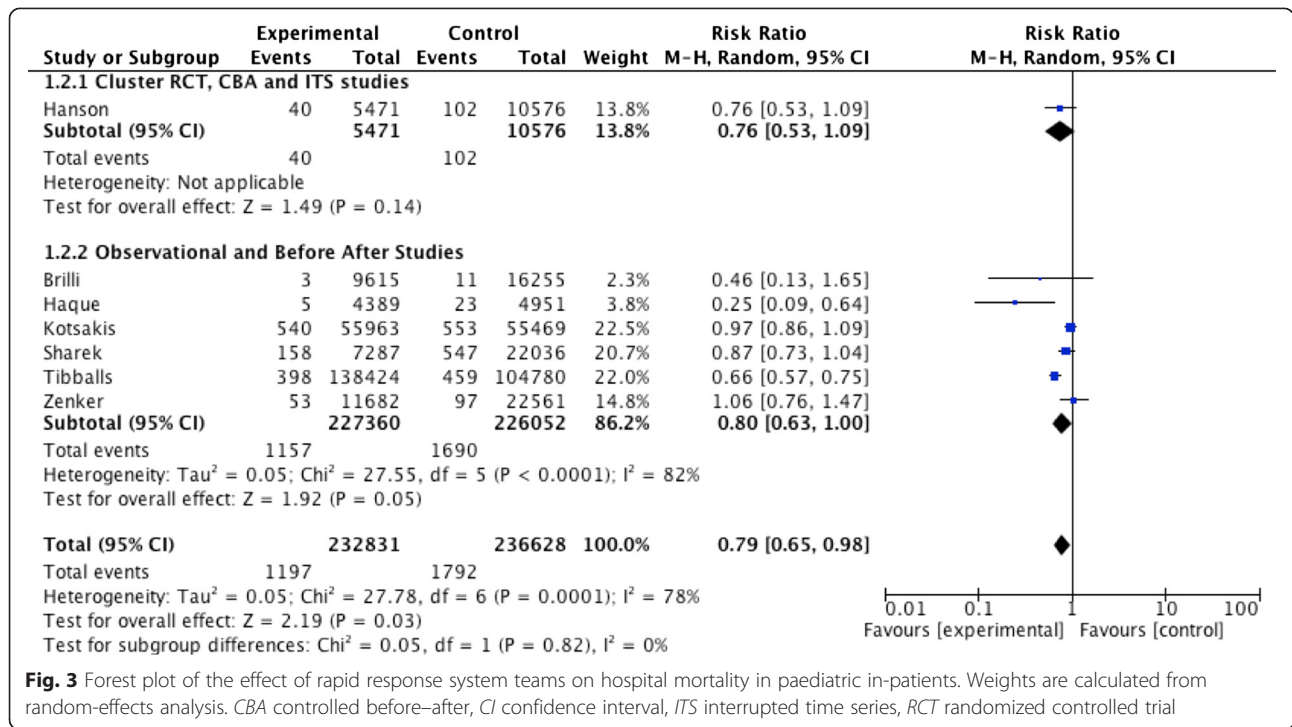 Experimental Control Risk Ratio Risk Ratio
Study or Subgroup Events Total Events Total Weight M-H, Random, 95% CI M-H, Random, 95% CI
1.2.1 Cluster RCT, CBA and ITS studies
Hanson 40 5471 102 10576 13.8% 0.76 [0.53, 1.09]
Subtotal (95% CI) 5471 10576 13.8% 0.76 [0.53, 1.09]
Total events 40 102
Heterogeneity: Not applicable
Test for overall effect: Z = 1.49 (P = 0.14)
1.2.2 Observational and Before After Studies
Brilli 3 9615 11 16255 2.3% 0.46 [0.13, 1.65]
Haque 5 4389 23 4951 3.8% 0.25 [0.09, 0.64]
Kotsakis 540 55963 553 55469 22.5% 0.97 [0.86, 1.09]
Sharek 158 7287 547 22036 20.7% 0.87 [0.73, 1.04]
Tibballs 398 138424 459 104780 22.0% 0.66 [0.57, 0.75]
Zenker 53 11682 97 22561 14.8% 1.06 [0.76, 1.47]
Subtotal (95% CI) 227360 226052 86.2% 0.80 [0.63, 1.00]
Total events 1157 1690
Heterogeneity: Tau² = 0.05; Chi² = 27.55, df = 5 (P < 0.0001); I² = 82%
Test for overall effect: Z = 1.92 (P = 0.05)
Total (95% CI) 232831 236628 100.0% 0.79 [0.65, 0.98]
Total events 1197 1792
Heterogeneity: Tau² = 0.05; Chi² = 27.78, df = 6 (P = 0.0001); I² = 78%
Test for overall effect: Z = 2.19 (P = 0.03)
Test for subgroup differences: Chi² = 0.05, df = 1 (P = 0.82), I² = 0%
0.01 0.1 1 10 100
Favours [experimental] Favours [control]
Fig. 3 Forest plot of the effect of rapid response system teams on hospital mortality in paediatric in-patients. Weights are calculated from
random-effects analysis. CBA controlled before–after, CI confidence interval, ITS interrupted time series, RCT randomized controlled trial